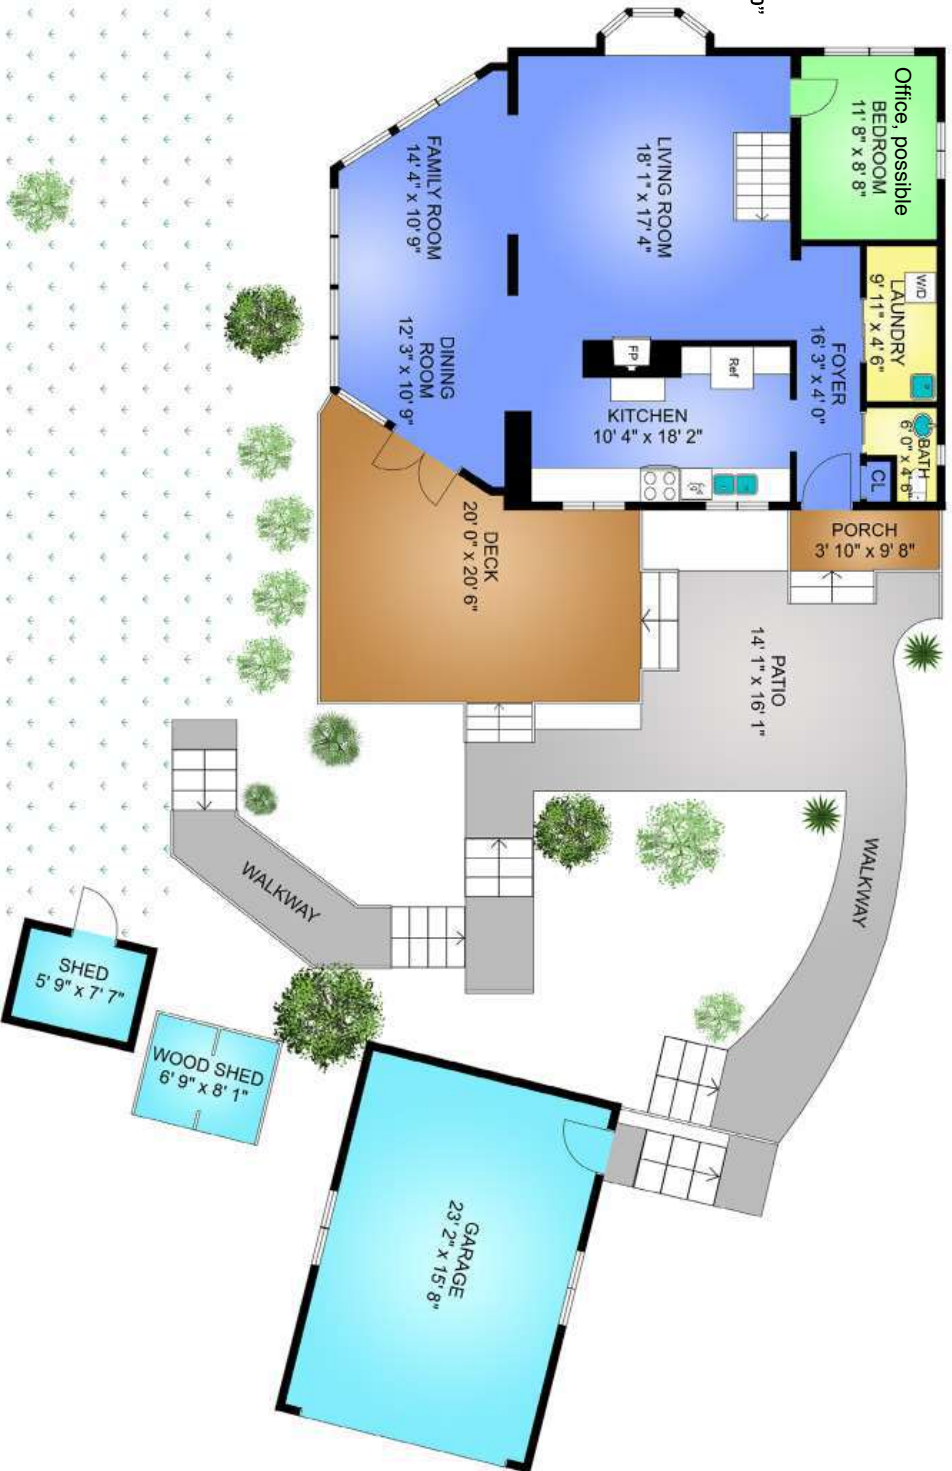 0"
Office, possible
BEDROOM
11' 8" x 8' 8"
LIVING ROOM
18' 1" x 17' 4"
FAMILY ROOM
14' 4" x 10' 9"
W/D
LAUNDRY
9' 11" x 4' 6"
FOYER
16' 3" x 4' 0"
DINING
ROOM
12' 3" x 10' 9"
FP
Ref
KITCHEN
10' 4" x 18' 2"
BATH
6' 0" x 4' 6"
CL
PORCH
3' 10" x 9' 8"
DECK
20' 0" x 20' 6"
PATIO
14' 1" x 16' 1"
WALKWAY
WALKWAY
SHED
5' 9" x 7' 7"
WOOD SHED
6' 9" x 8' 1"
GARAGE
23' 2" x 15' 8"